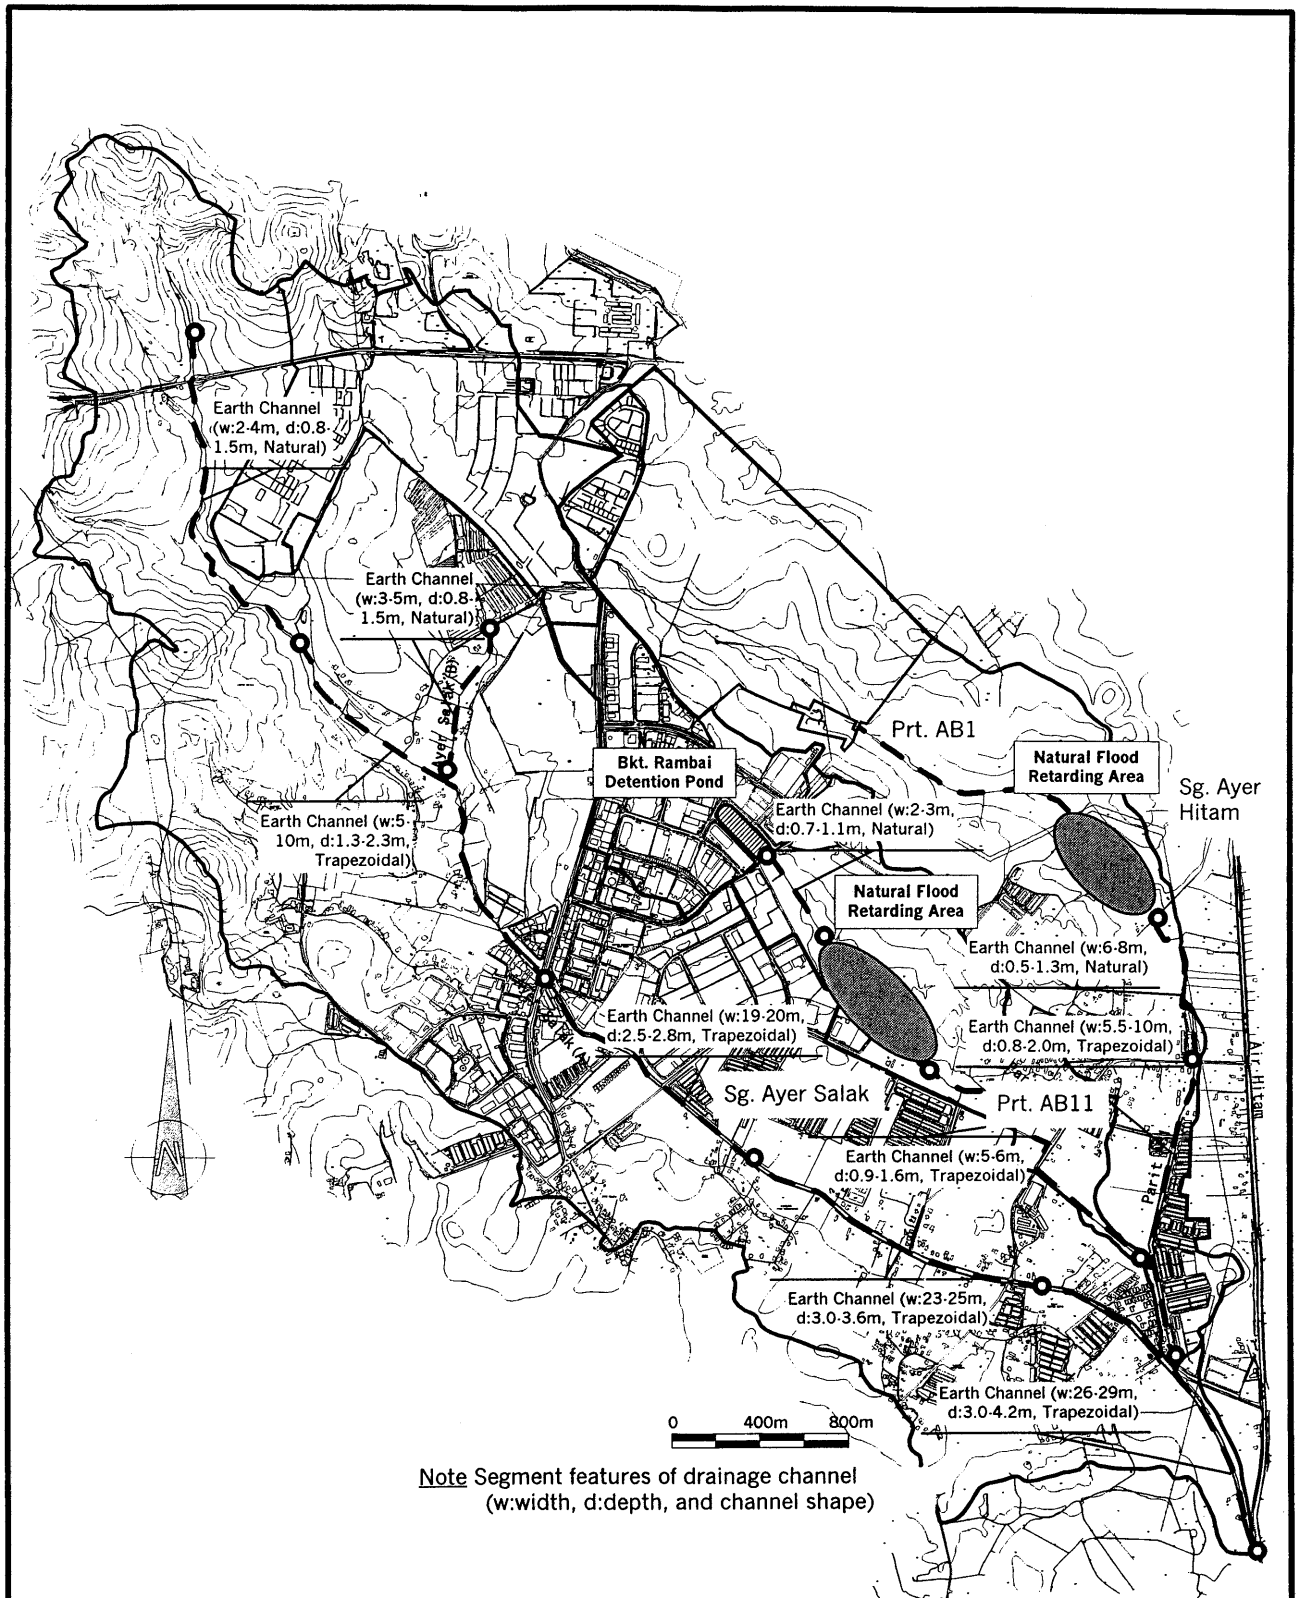 Earth Channel
(w:2-4m, d:0.8-
1.5m, Natural)
Earth Channel
(w:3-5m, d:0.8-
1.5m, Natural)
Ayer Salak (B)
Prt. AB1
Bkt. Rambai
Detention Pond
Natural Flood
Retarding Area
Sg. Ayer
Hitam
Earth Channel (w:5-
10m, d:1.3-2.3m,
Trapezoidal)
Earth Channel (w:2-3m,
d:0.7-1.1m, Natural)
Natural Flood
Retarding Area
Earth Channel (w:6-8m,
d:0.5-1.3m, Natural)
Earth Channel (w:19-20m,
d:2.5-2.8m, Trapezoidal)
Earth Channel (w:5.5-10m,
d:0.8-2.0m, Trapezoidal)
Air Hitam
Sg. Ayer Salak
Prt. AB11
N
Earth Channel (w:5-6m,
d:0.9-1.6m, Trapezoidal)
Parit
Earth Channel (w:23-25m,
d:3.0-3.6m, Trapezoidal)
Earth Channel (w:26-29m,
d:3.0-4.2m, Trapezoidal)
0 400m 800m
Note Segment features of drainage channel
(w:width, d:depth, and channel shape)